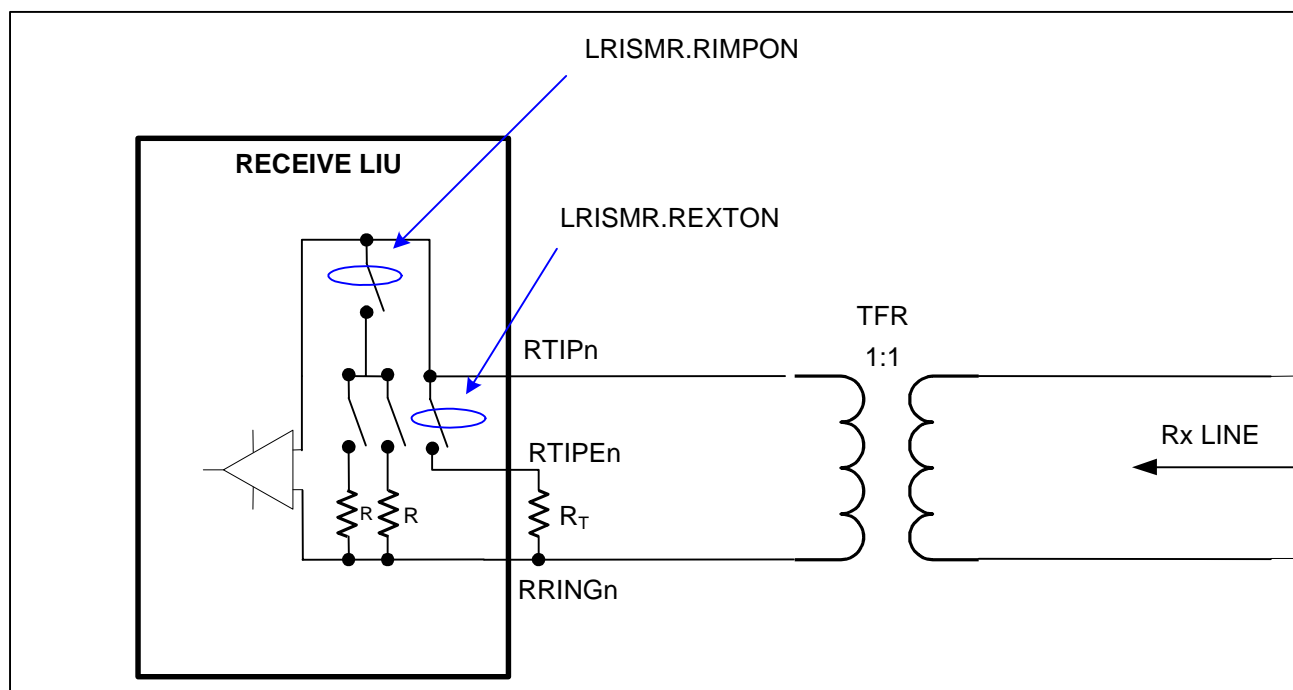 LRISMR.RIMPON
RECEIVE LIU
LRISMR.REXTON
TFR
1:1
RTIPn
Rx LINE
RTIPEn
R
R
RT
RRINGn